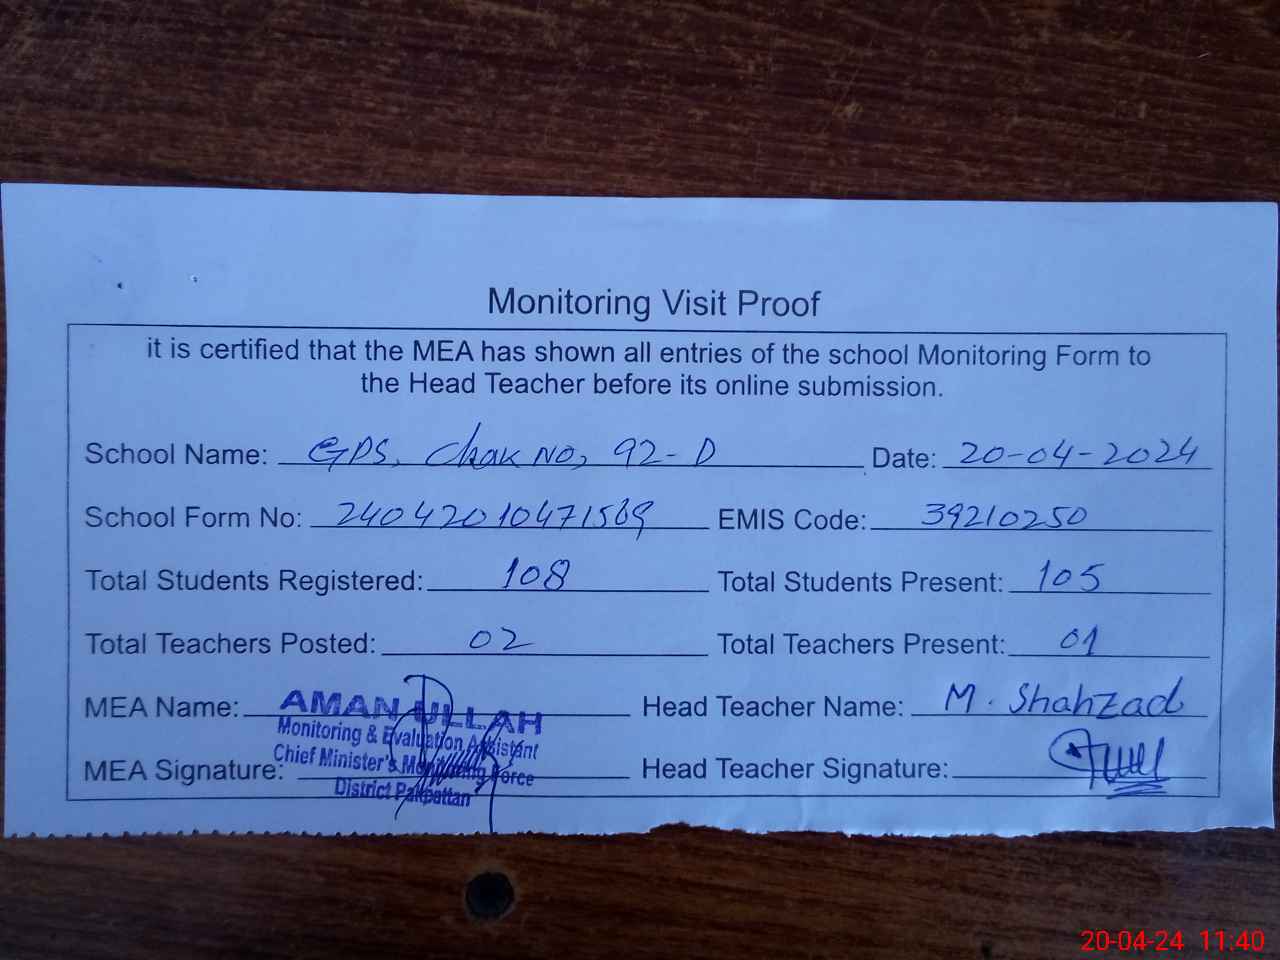 Monitoring Visit Proof
it is certified that the MEA has shown all entries of the school Monitoring Form to
the Head Teacher before its online submission.
School Name: GPS, Chak NO, 92-D Date: 20-04-2024
School Form No: 24042010471569 EMIS Code: 39210250
Total Students Registered: 108 Total Students Present: 105
Total Teachers Posted: 02 Total Teachers Present: 01
MEA Name: AMAN ULLAH Head Teacher Name: M. Shahzad
Monitoring & Evaluation Assistant
Chief Minister's Monitoring Force
MEA Signature: Head Teacher Signature:
District Pakpattan
20-04-24 11:40